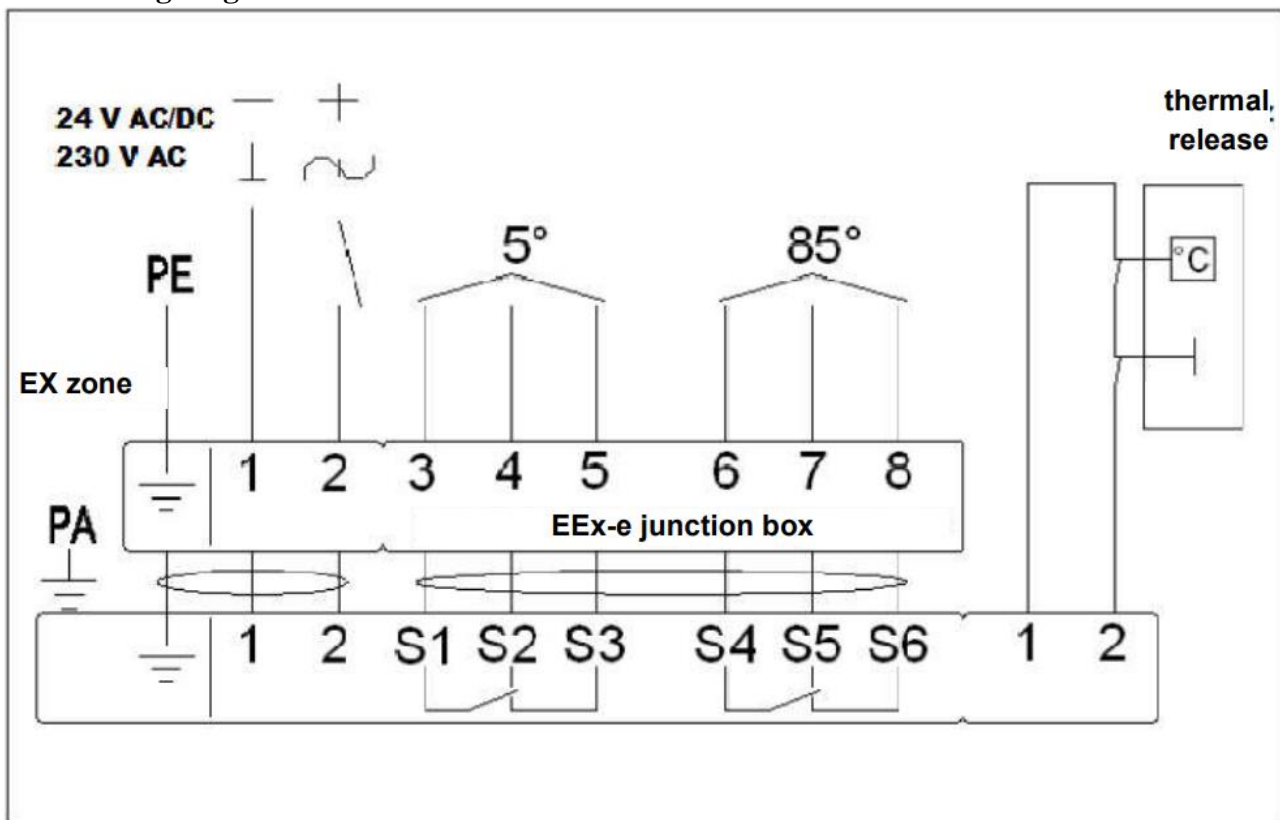 24 V AC/DC
230 V AC
thermal
release
5°
85°
°C
PE
EX zone
1 2 3 4 5 6 7 8
EEx-e junction box
PA
1 2 S1 S2 S3 S4 S5 S6 1 2